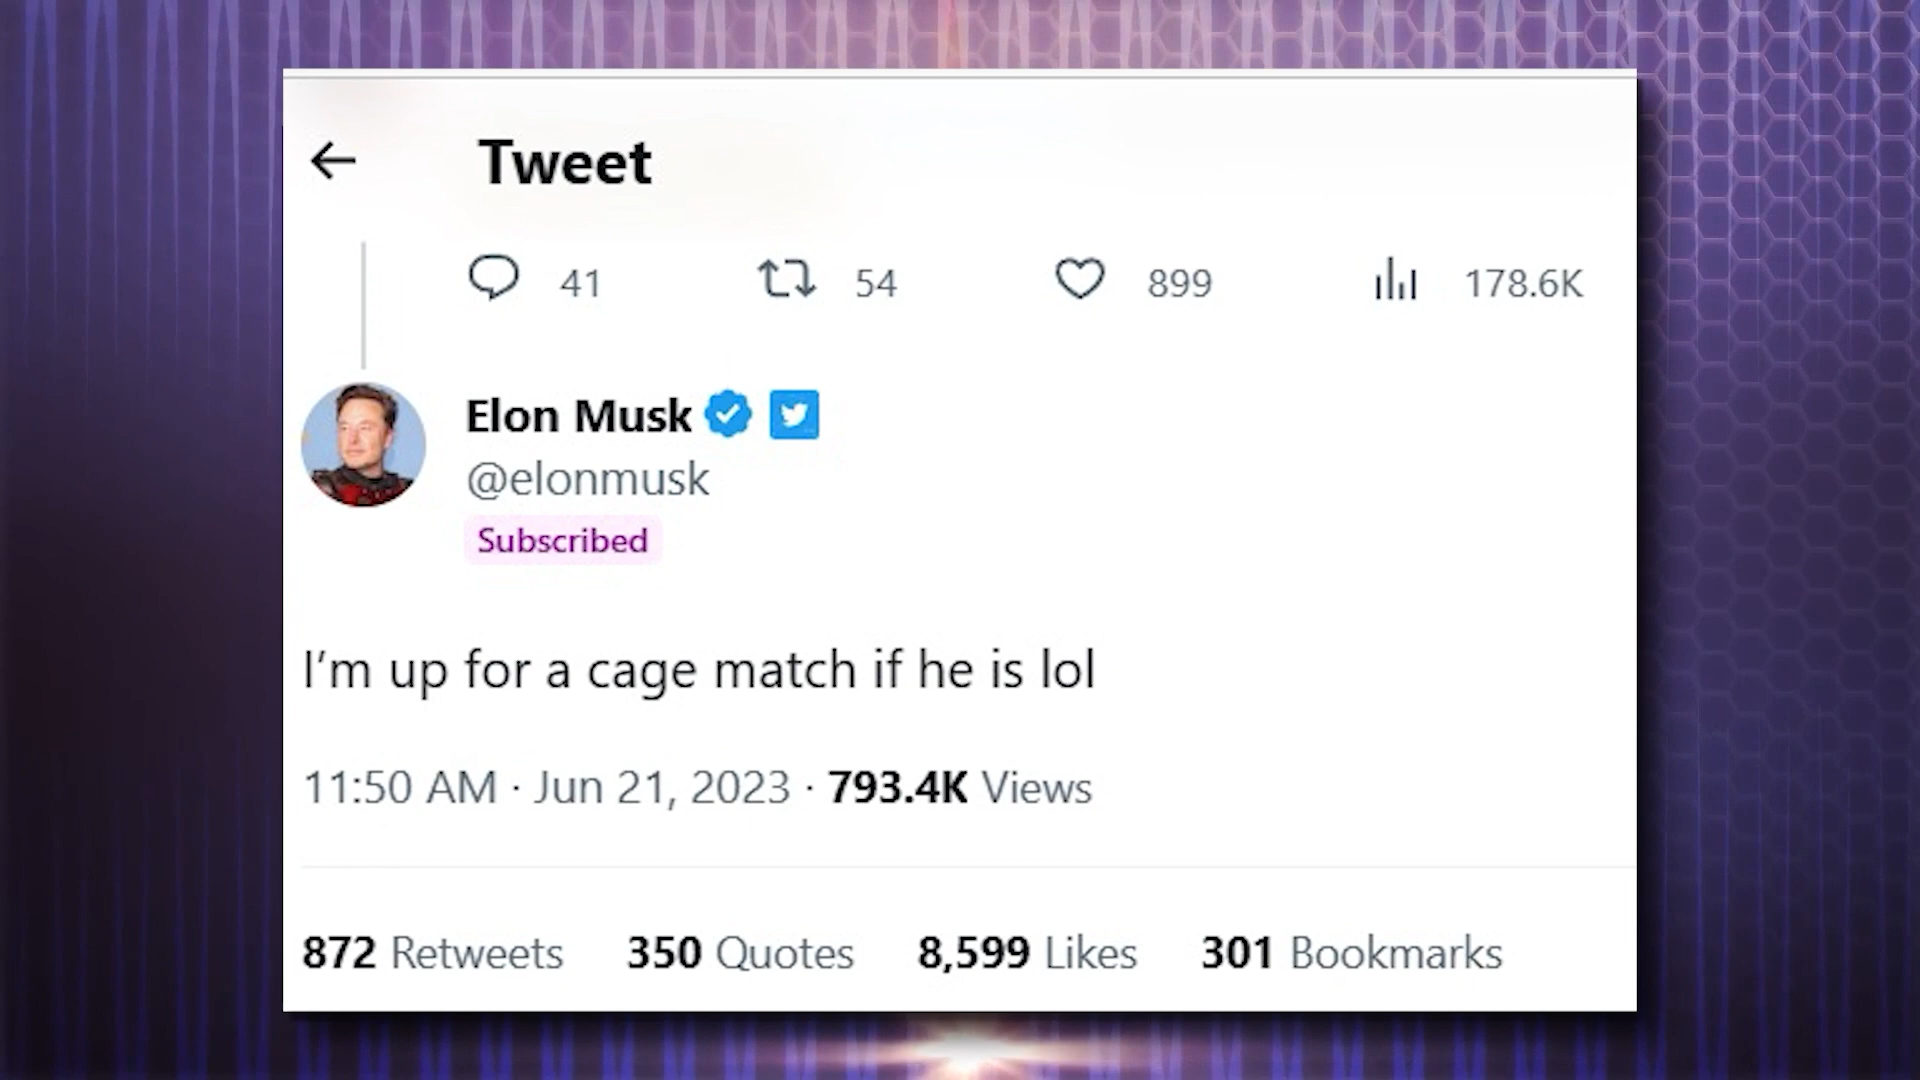 Tweet
41 54 899 178.6K
Elon Musk
@elonmusk
Subscribed
I'm up for a cage match if he is lol
11:50 AM · Jun 21, 2023 · 793.4K Views
872 Retweets 350 Quotes 8,599 Likes 301 Bookmarks